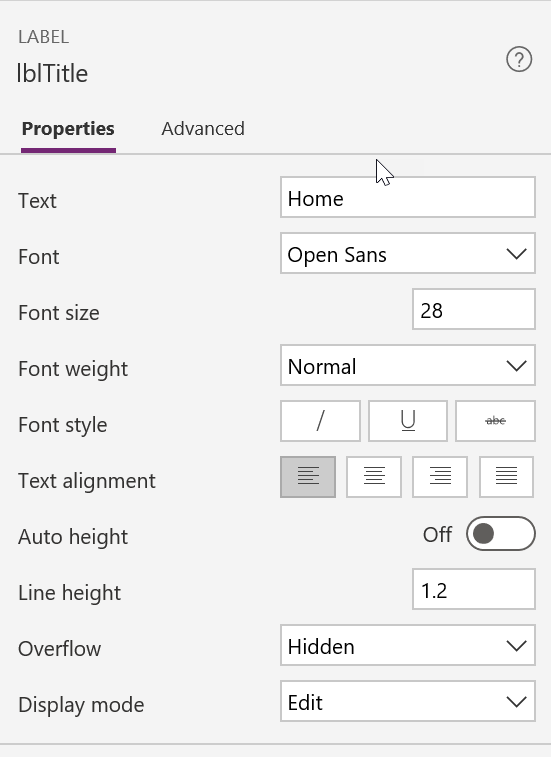 LABEL
lblTitle
?
Properties Advanced
Text Home
Font Open Sans
Font size 28
Font weight Normal
Font style / U abc
Text alignment
Auto height Off
Line height 1.2
Overflow Hidden
Display mode Edit